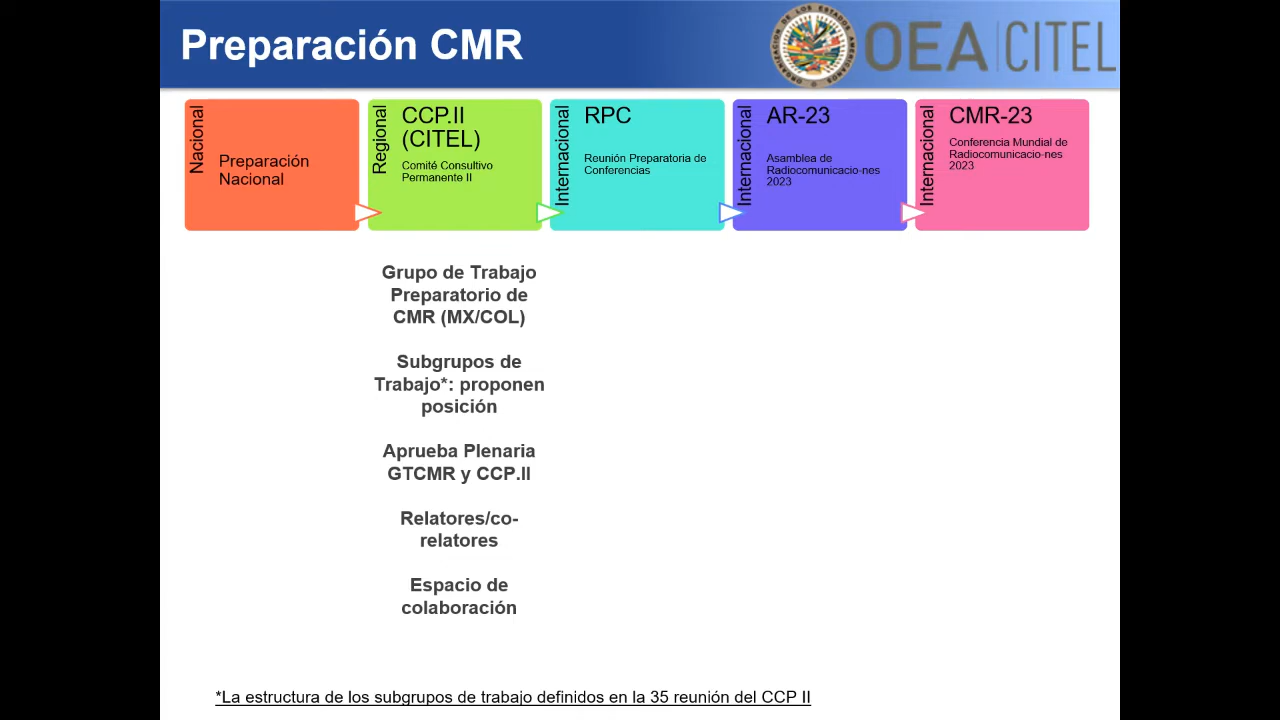 Preparación CMR
OEA|CITEL
Nacional
Preparación
Nacional
Regional
CCP.II
(CITEL)
Comité Consultivo
Permanente II
Internacional
RPC
Reunión Preparatoria de
Conferencias
Internacional
AR-23
Asamblea de
Radiocomunicacio-nes
2023
Internacional
CMR-23
Conferencia Mundial de
Radiocomunicacio-nes
2023
Grupo de Trabajo
Preparatorio de
CMR (MX/COL)
Subgrupos de
Trabajo*: proponen
posición
Aprueba Plenaria
GTCMR y CCP.II
Relatores/co-
relatores
Espacio de
colaboración
*La estructura de los subgrupos de trabajo definidos en la 35 reunión del CCP II